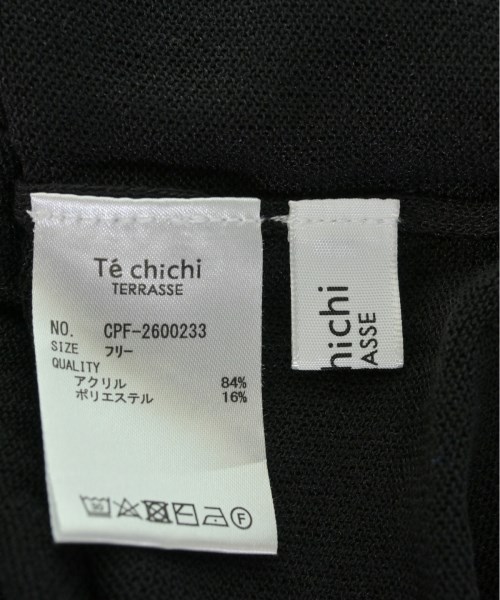 Té chichi
TERRASSE
NO. CPF-2600233
SIZE フリー
QUALITY
アクリル 84%
ポリエステル 16%
F
hichi
ASSE